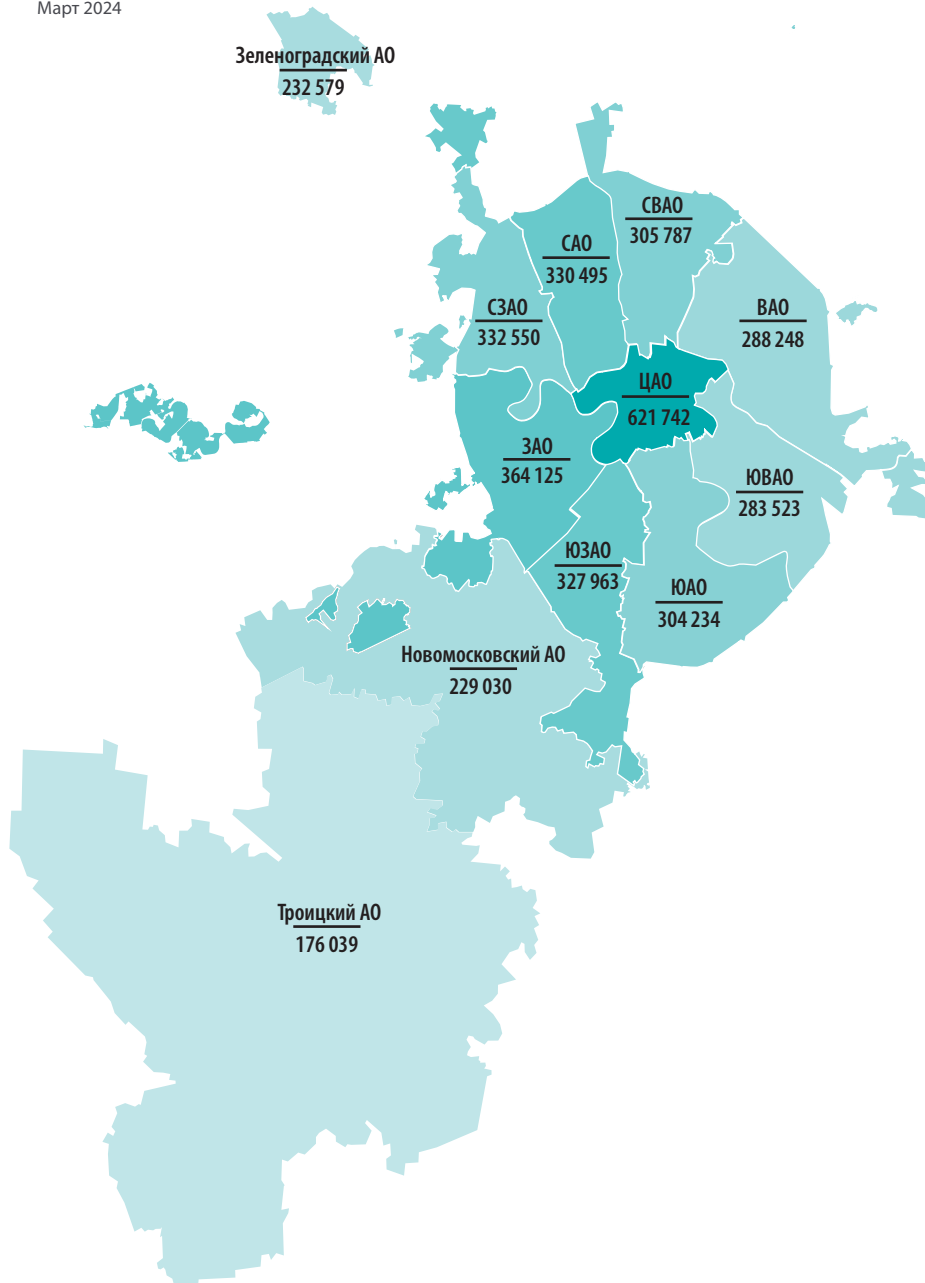 Март 2024
Зеленоградский АО
232 579
СВАО
305 787
САО
330 495
СЗАО
332 550
ВАО
288 248
ЦАО
621 742
ЗАО
364 125
ЮВАО
283 523
ЮЗАО
327 963
ЮАО
304 234
Новомосковский АО
229 030
Троицкий АО
176 039